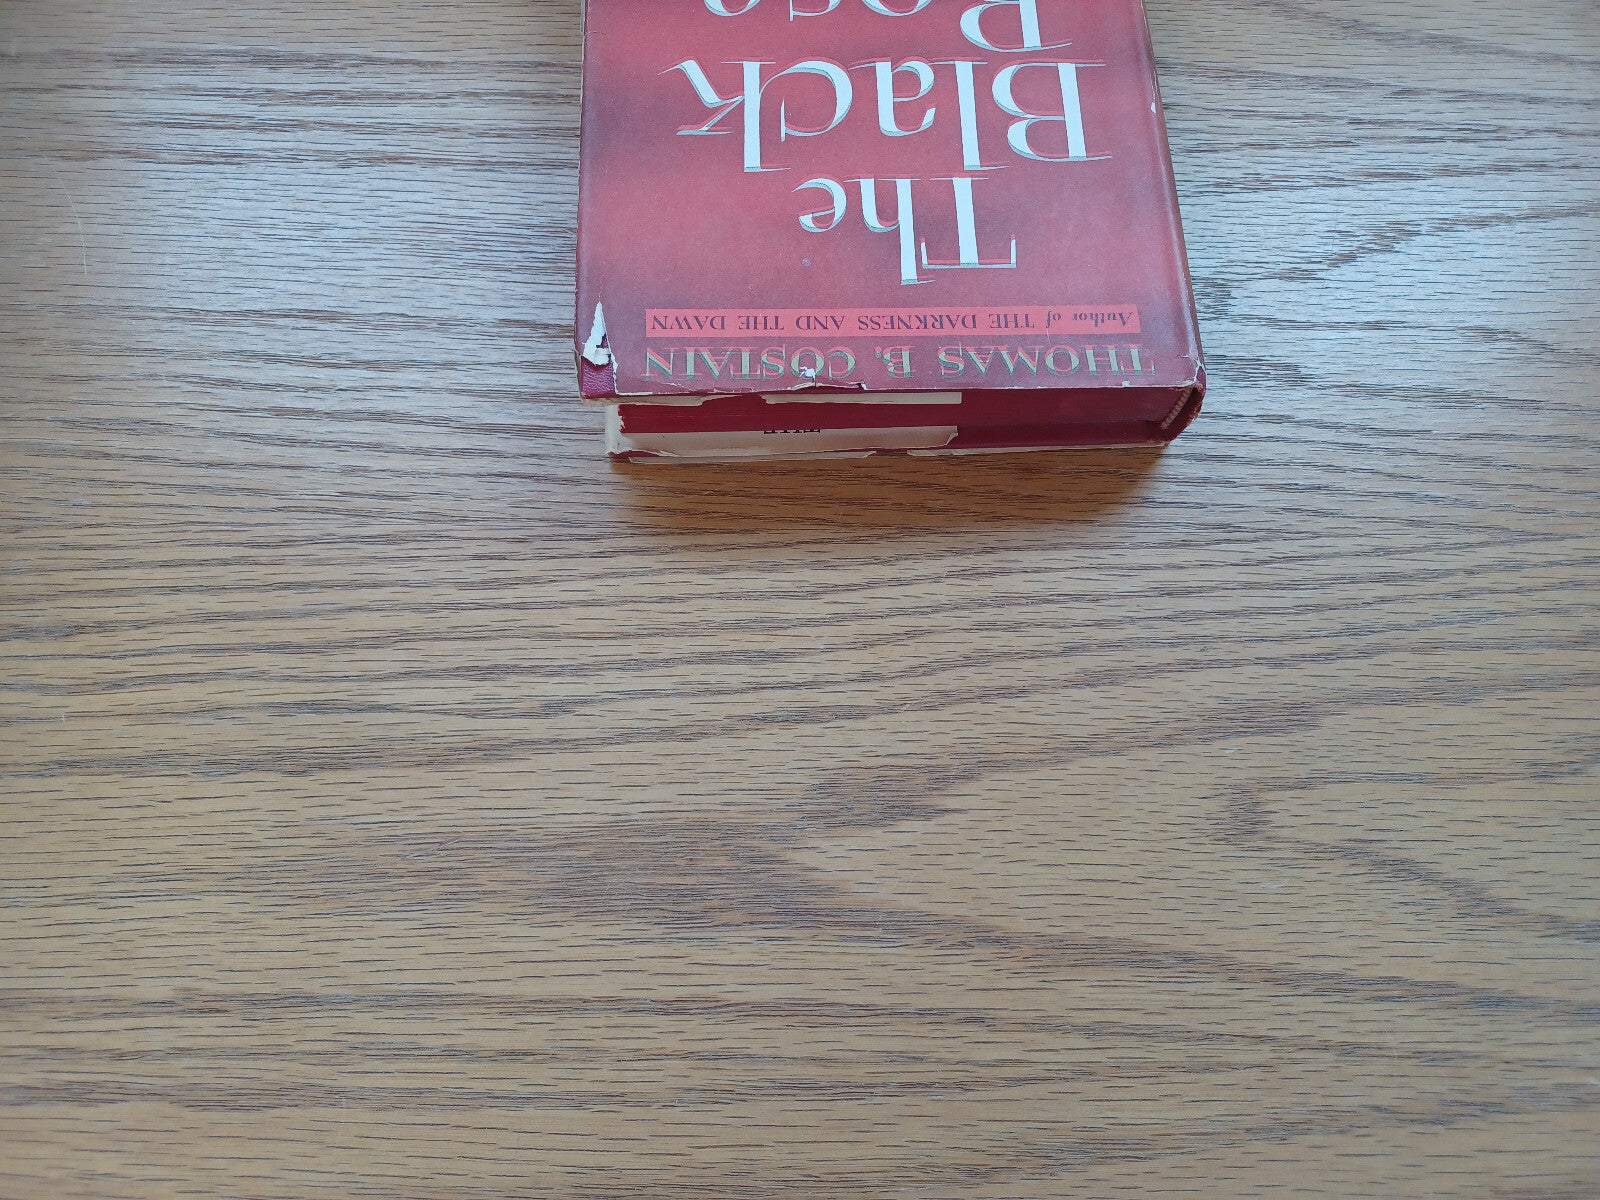 THOMAS B. COSTAIN
Author of THE DARKNESS AND THE DAWN
The
Black
Rose